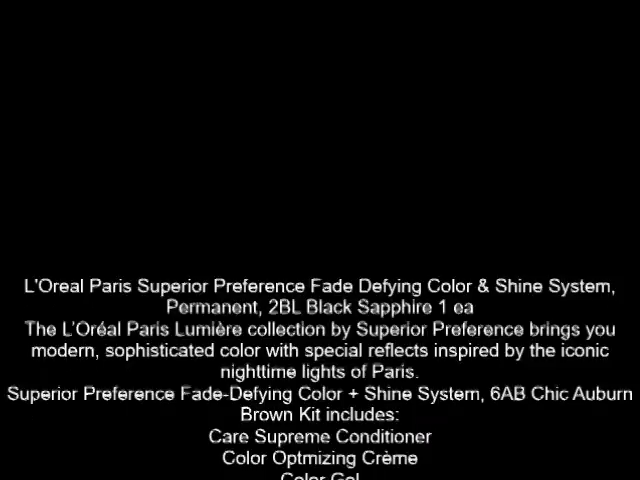 L'Oreal Paris Superior Preference Fade Defying Color & Shine System,
Permanent, 2BL Black Sapphire 1 ea
The L'Oréal Paris Lumière collection by Superior Preference brings you
modern, sophisticated color with special reflects inspired by the iconic
nighttime lights of Paris.
Superior Preference Fade-Defying Color + Shine System, 6AB Chic Auburn
Brown Kit includes:
Care Supreme Conditioner
Color Optmizing Crème
Color Gel